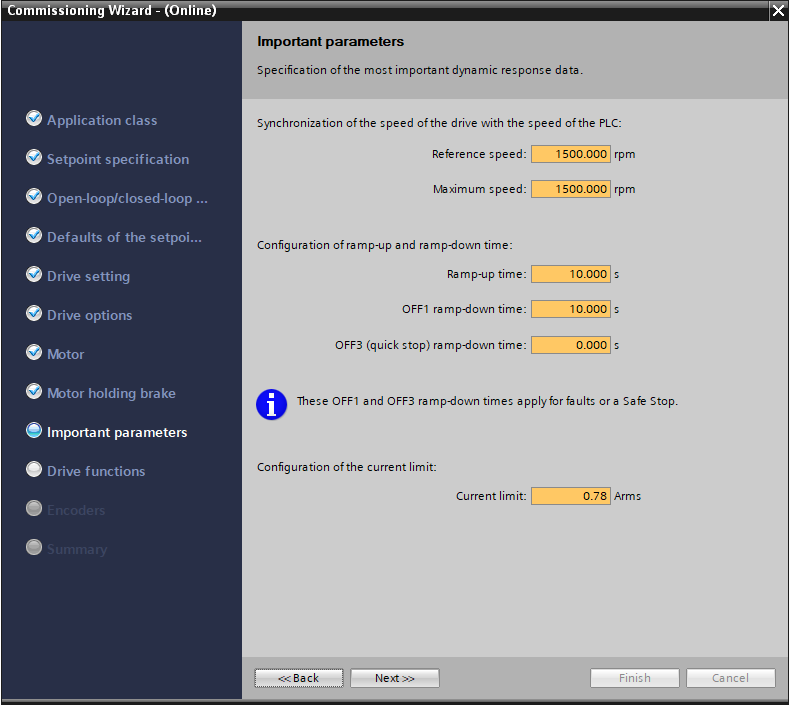 Commissioning Wizard - (Online)
Important parameters
Specification of the most important dynamic response data.
Application class
Setpoint specification
Open-loop/closed-loop ...
Defaults of the setpoi...
Drive setting
Drive options
Motor
Motor holding brake
Important parameters
Drive functions
Encoders
Summary
Synchronization of the speed of the drive with the speed of the PLC:
Reference speed: 1500.000 rpm
Maximum speed: 1500.000 rpm
Configuration of ramp-up and ramp-down time:
Ramp-up time: 10.000 s
OFF1 ramp-down time: 10.000 s
OFF3 (quick stop) ramp-down time: 0.000 s
These OFF1 and OFF3 ramp-down times apply for faults or a Safe Stop.
Configuration of the current limit:
Current limit: 0.78 Arms
<<Back Next>> Finish Cancel